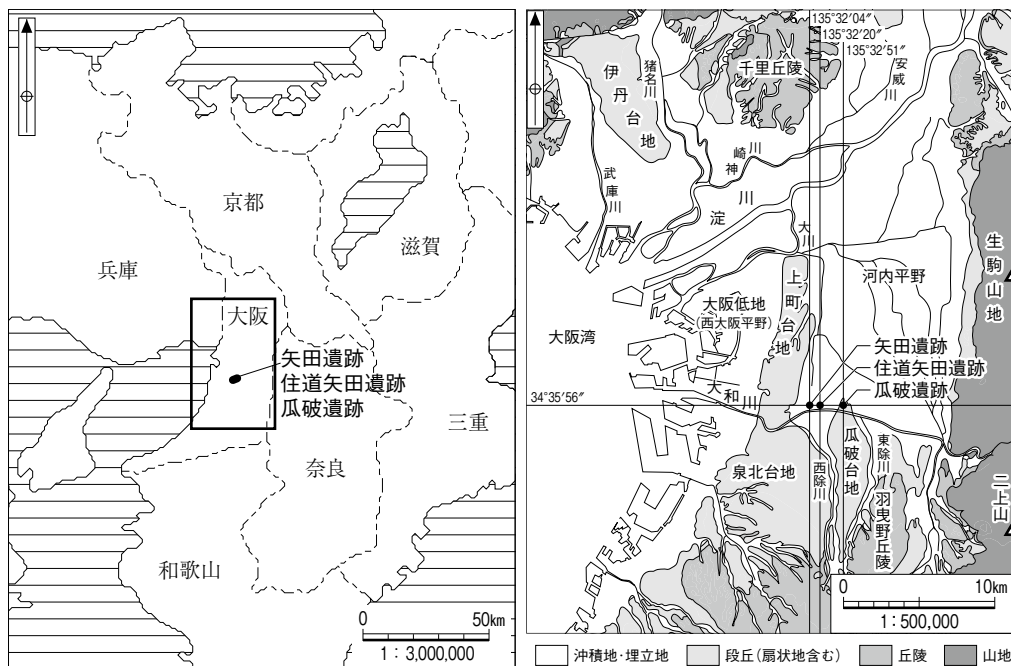 京都
兵庫
滋賀
大阪
矢田遺跡
住道矢田遺跡
瓜破遺跡
三重
奈良
和歌山
0
50km
1：3,000,000
135°32′04″
135°32′20″
135°32′51″
伊丹台地
猪名川
千里丘陵
安威川
武庫川
神崎川
淀川
大川
生駒山地
上町台地
河内平野
大阪低地
(西大阪平野)
大阪湾
矢田遺跡
住道矢田遺跡
瓜破遺跡
大和川
34°35′56″
泉北台地
西除川
瓜破台地
東除川
羽曳野丘陵
二上山
0
10km
1：500,000
沖積地・埋立地
段丘(扇状地含む)
丘陵
山地